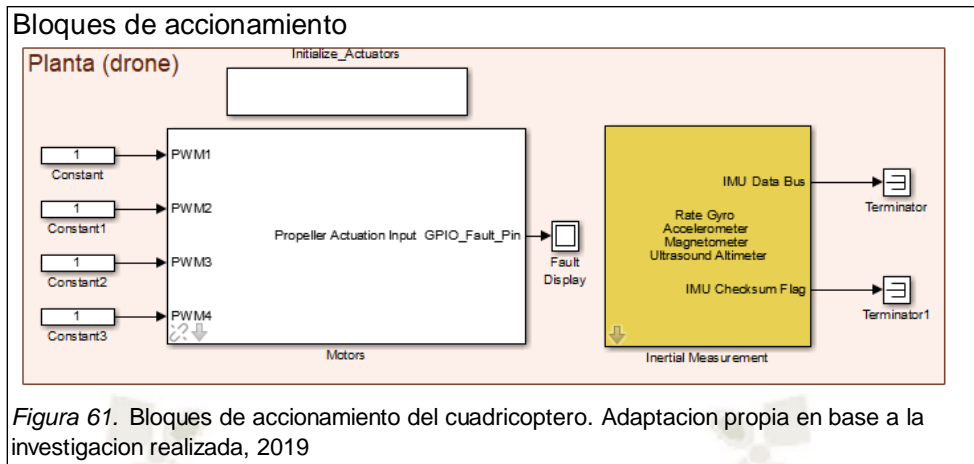 Bloques de accionamiento
Planta (drone)
Initialize_Actuators
1
Constant
1
Constant1
1
Constant2
1
Constant3
PWM1
PWM2
PWM3
PWM4
Propeller Actuation Input
GPIO_Fault_Pin
Motors
Fault
Display
IMU Data Bus
Rate Gyro
Accelerometer
Magnetometer
Ultrasound Altimeter
IMU Checksum Flag
Inertial Measurement
Terminator
Terminator1
Figura 61. Bloques de accionamiento del cuadricoptero. Adaptacion propia en base a la
investigacion realizada, 2019